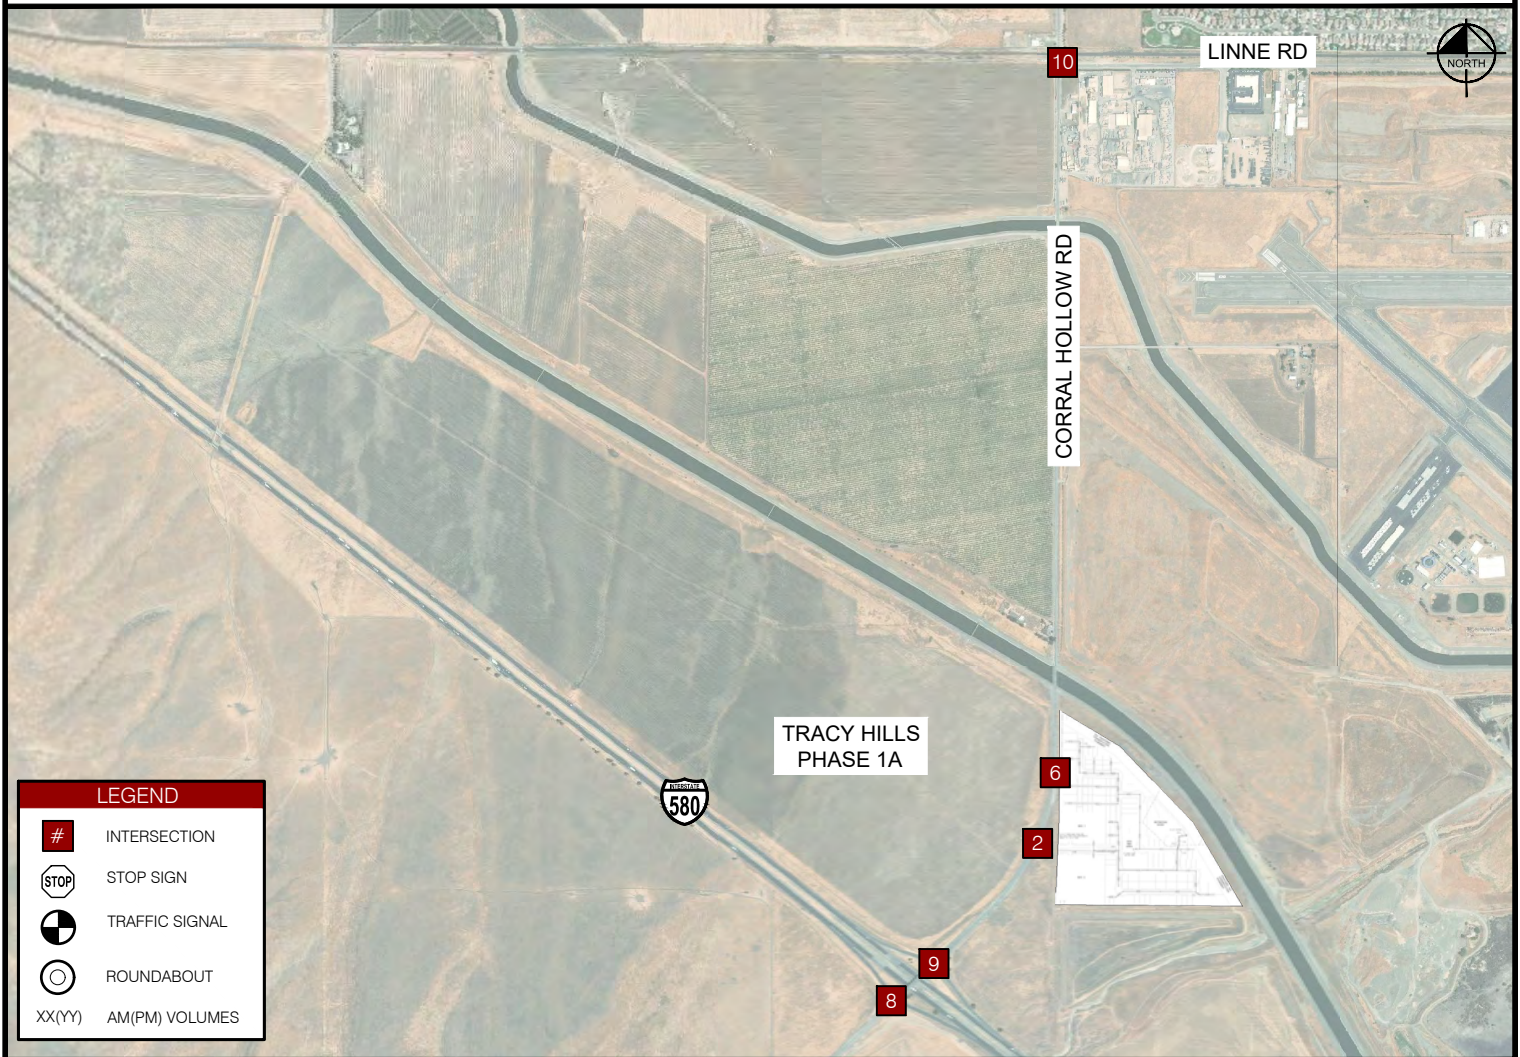 10
LINNE RD
NORTH
CORRAL HOLLOW RD
TRACY HILLS
PHASE 1A
6
INTERSTATE
580
2
9
8
LEGEND
# INTERSECTION
STOP STOP SIGN
TRAFFIC SIGNAL
ROUNDABOUT
XX(YY) AM(PM) VOLUMES